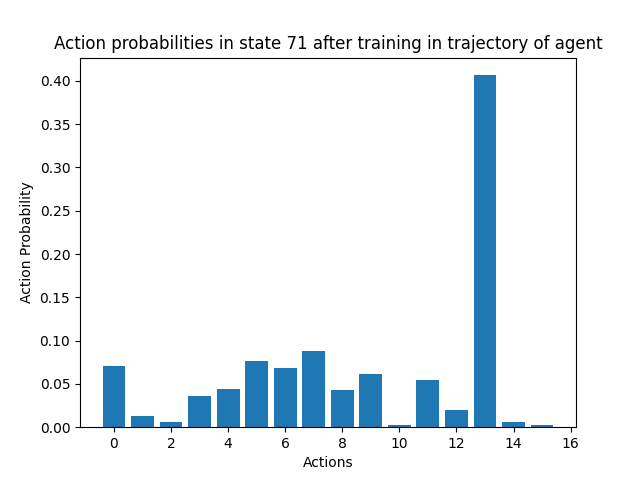 Action probabilities in state 71 after training in trajectory of agent
0.40
0.35
0.30
0.25
0.20
0.15
0.10
0.05
0.00
Action Probability
0 2 4 6 8 10 12 14 16
Actions